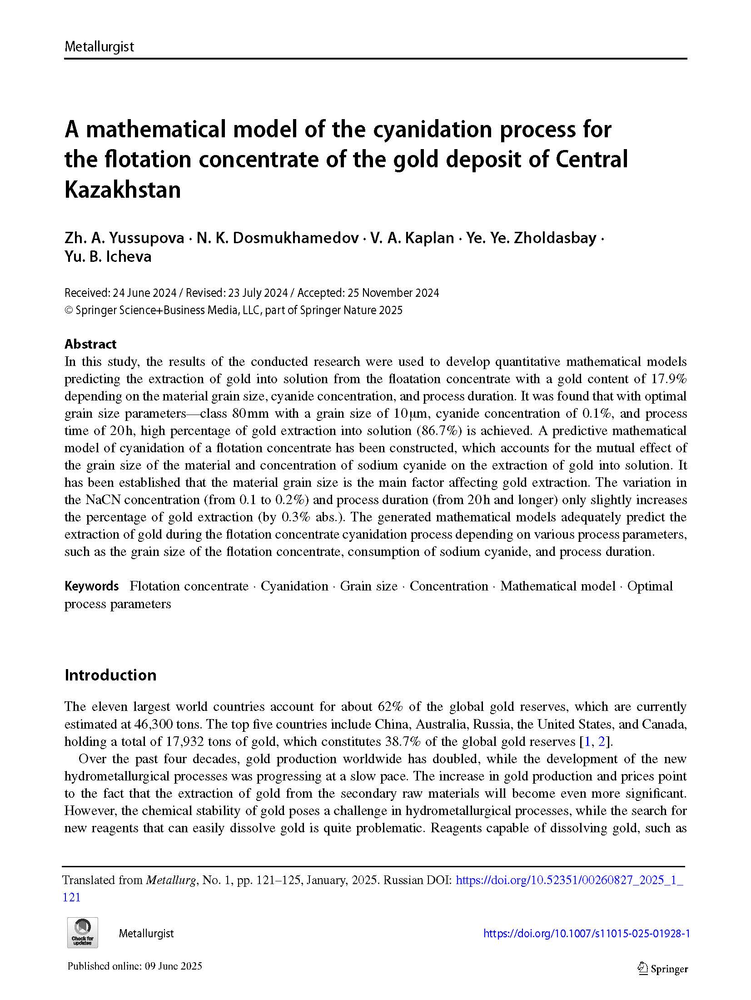 Metallurgist
A mathematical model of the cyanidation process for
the flotation concentrate of the gold deposit of Central
Kazakhstan
Zh. A. Yussupova · N. K. Dosmukhamedov · V. A. Kaplan · Ye. Ye. Zholdasbay ·
Yu. B. Icheva
Received: 24 June 2024 / Revised: 23 July 2024 / Accepted: 25 November 2024
© Springer Science+Business Media, LLC, part of Springer Nature 2025
Abstract
In this study, the results of the conducted research were used to develop quantitative mathematical models
predicting the extraction of gold into solution from the floatation concentrate with a gold content of 17.9%
depending on the material grain size, cyanide concentration, and process duration. It was found that with optimal
grain size parameters—class 80 mm with a grain size of 10 µm, cyanide concentration of 0.1%, and process
time of 20 h, high percentage of gold extraction into solution (86.7%) is achieved. A predictive mathematical
model of cyanidation of a flotation concentrate has been constructed, which accounts for the mutual effect of
the grain size of the material and concentration of sodium cyanide on the extraction of gold into solution. It
has been established that the material grain size is the main factor affecting gold extraction. The variation in
the NaCN concentration (from 0.1 to 0.2%) and process duration (from 20 h and longer) only slightly increases
the percentage of gold extraction (by 0.3% abs.). The generated mathematical models adequately predict the
extraction of gold during the flotation concentrate cyanidation process depending on various process parameters,
such as the grain size of the flotation concentrate, consumption of sodium cyanide, and process duration.
Keywords Flotation concentrate · Cyanidation · Grain size · Concentration · Mathematical model · Optimal
process parameters
Introduction
The eleven largest world countries account for about 62% of the global gold reserves, which are currently
estimated at 46,300 tons. The top five countries include China, Australia, Russia, the United States, and Canada,
holding a total of 17,932 tons of gold, which constitutes 38.7% of the global gold reserves [1, 2].
Over the past four decades, gold production worldwide has doubled, while the development of the new
hydrometallurgical processes was progressing at a slow pace. The increase in gold production and prices point
to the fact that the extraction of gold from the secondary raw materials will become even more significant.
However, the chemical stability of gold poses a challenge in hydrometallurgical processes, while the search for
new reagents that can easily dissolve gold is quite problematic. Reagents capable of dissolving gold, such as
Translated from Metallurg, No. 1, pp. 121–125, January, 2025. Russian DOI: https://doi.org/10.52351/00260827_2025_1_
121
Check for
updates
Metallurgist
https://doi.org/10.1007/s11015-025-01928-1
Published online: 09 June 2025
Springer